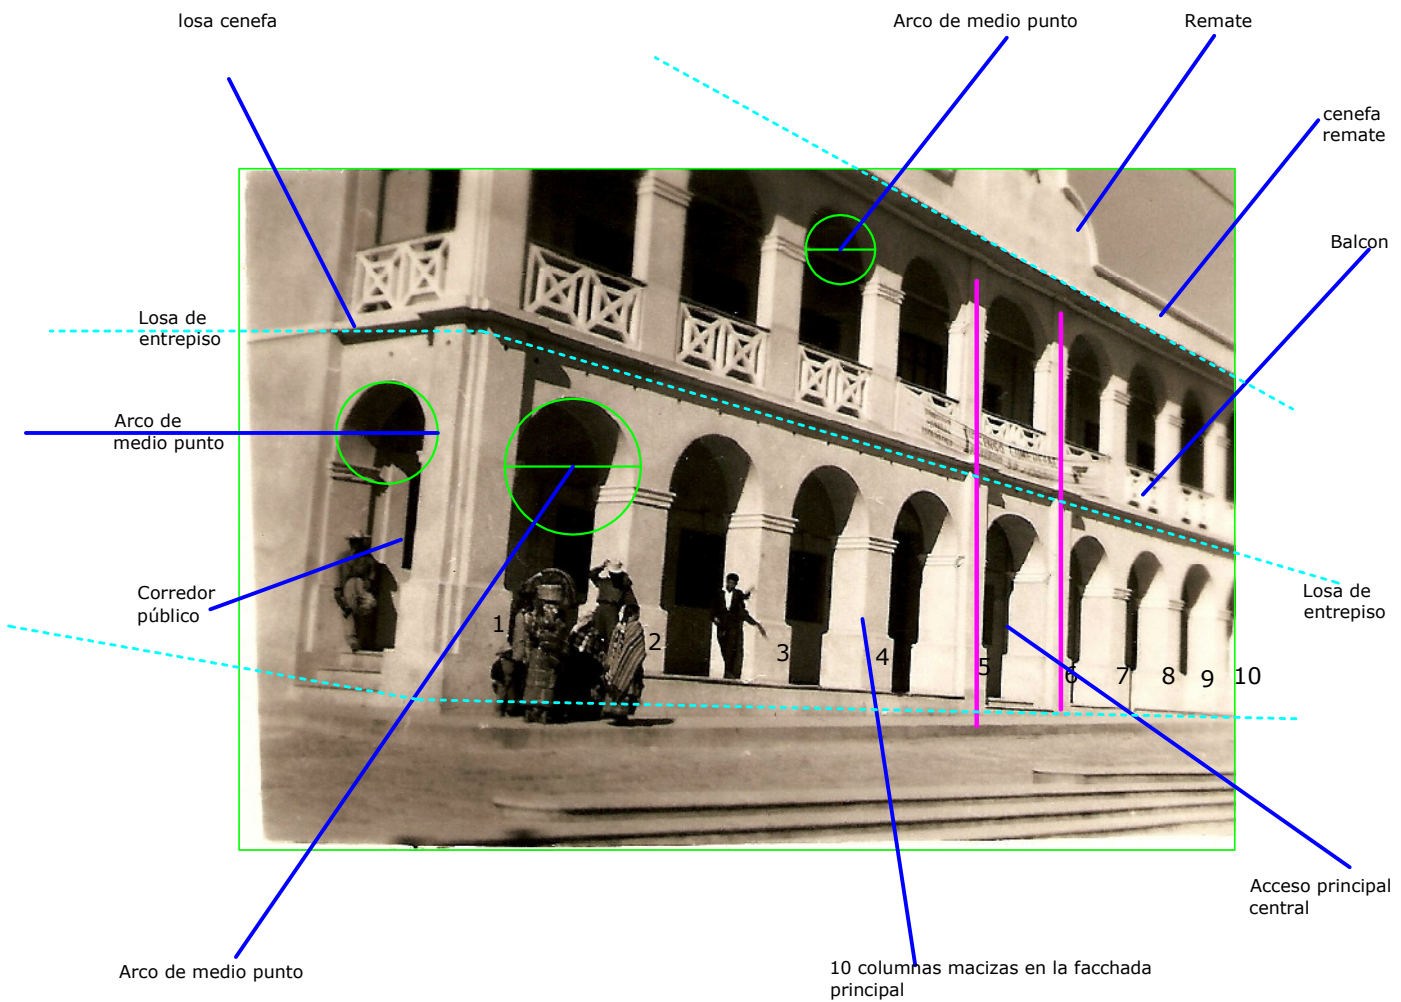 losa cenefa
Arco de medio punto
Remate
cenefa
remate
Balcon
Losa de
entrepiso
Arco de
medio punto
Corredor
público
1
2
3
4
5
6
7
8
9
10
Losa de
entrepiso
Acceso principal
central
Arco de medio punto
10 columnas macizas en la facchada
principal